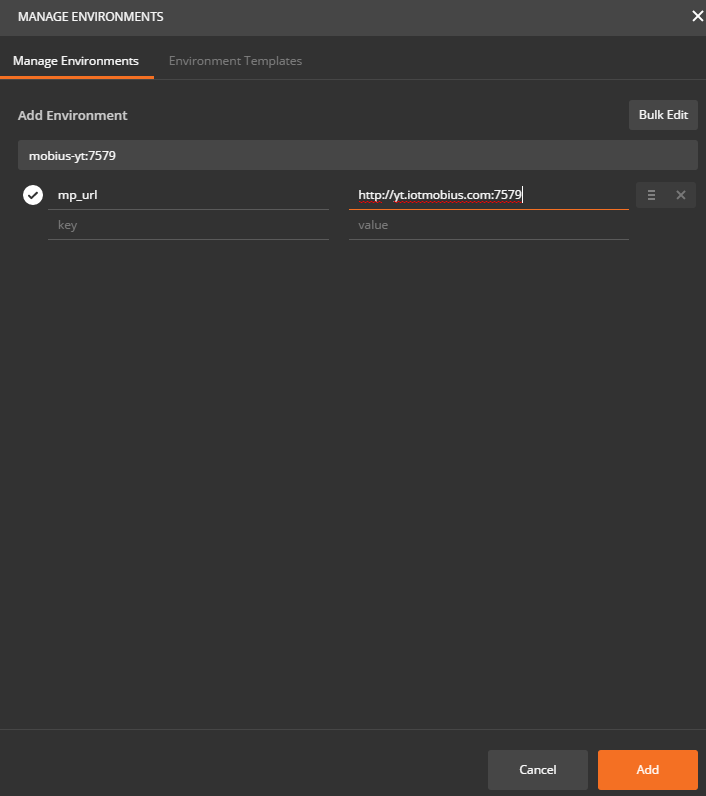 MANAGE ENVIRONMENTS
Manage Environments Environment Templates
Add Environment Bulk Edit
mobius-yt:7579
mp_url http://yt.iotmobius.com:7579
key value
Cancel Add